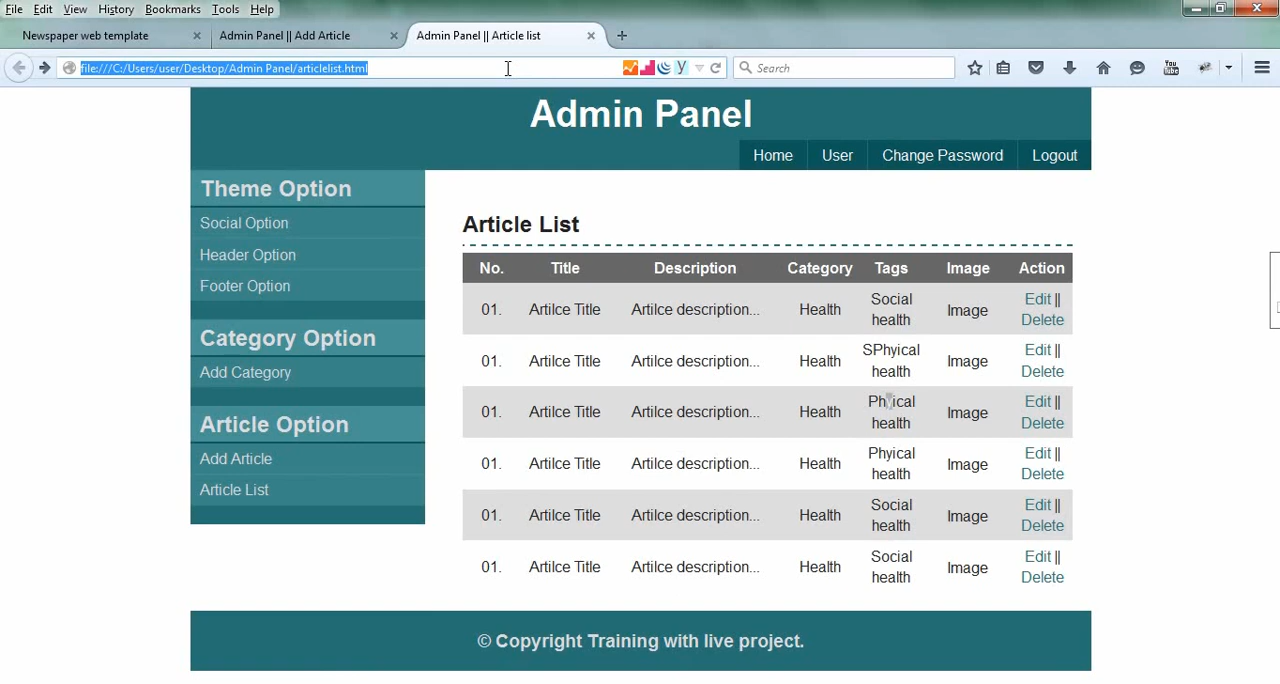 File Edit View History Bookmarks Tools Help
Newspaper web template Admin Panel || Add Article Admin Panel || Article list
file:///C:/Users/user/Desktop/Admin Panel/articlelist.html Search
Admin Panel
Home User Change Password Logout
Theme Option
Social Option
Header Option
Footer Option
Category Option
Add Category
Article Option
Add Article
Article List
Article List
No. Title Description Category Tags Image Action
01. Artilce Title Artilce description... Health Social health Image Edit || Delete
01. Artilce Title Artilce description... Health SPhyical health Image Edit || Delete
01. Artilce Title Artilce description... Health Phyical health Image Edit || Delete
01. Artilce Title Artilce description... Health Phyical health Image Edit || Delete
01. Artilce Title Artilce description... Health Social health Image Edit || Delete
01. Artilce Title Artilce description... Health Social health Image Edit || Delete
© Copyright Training with live project.